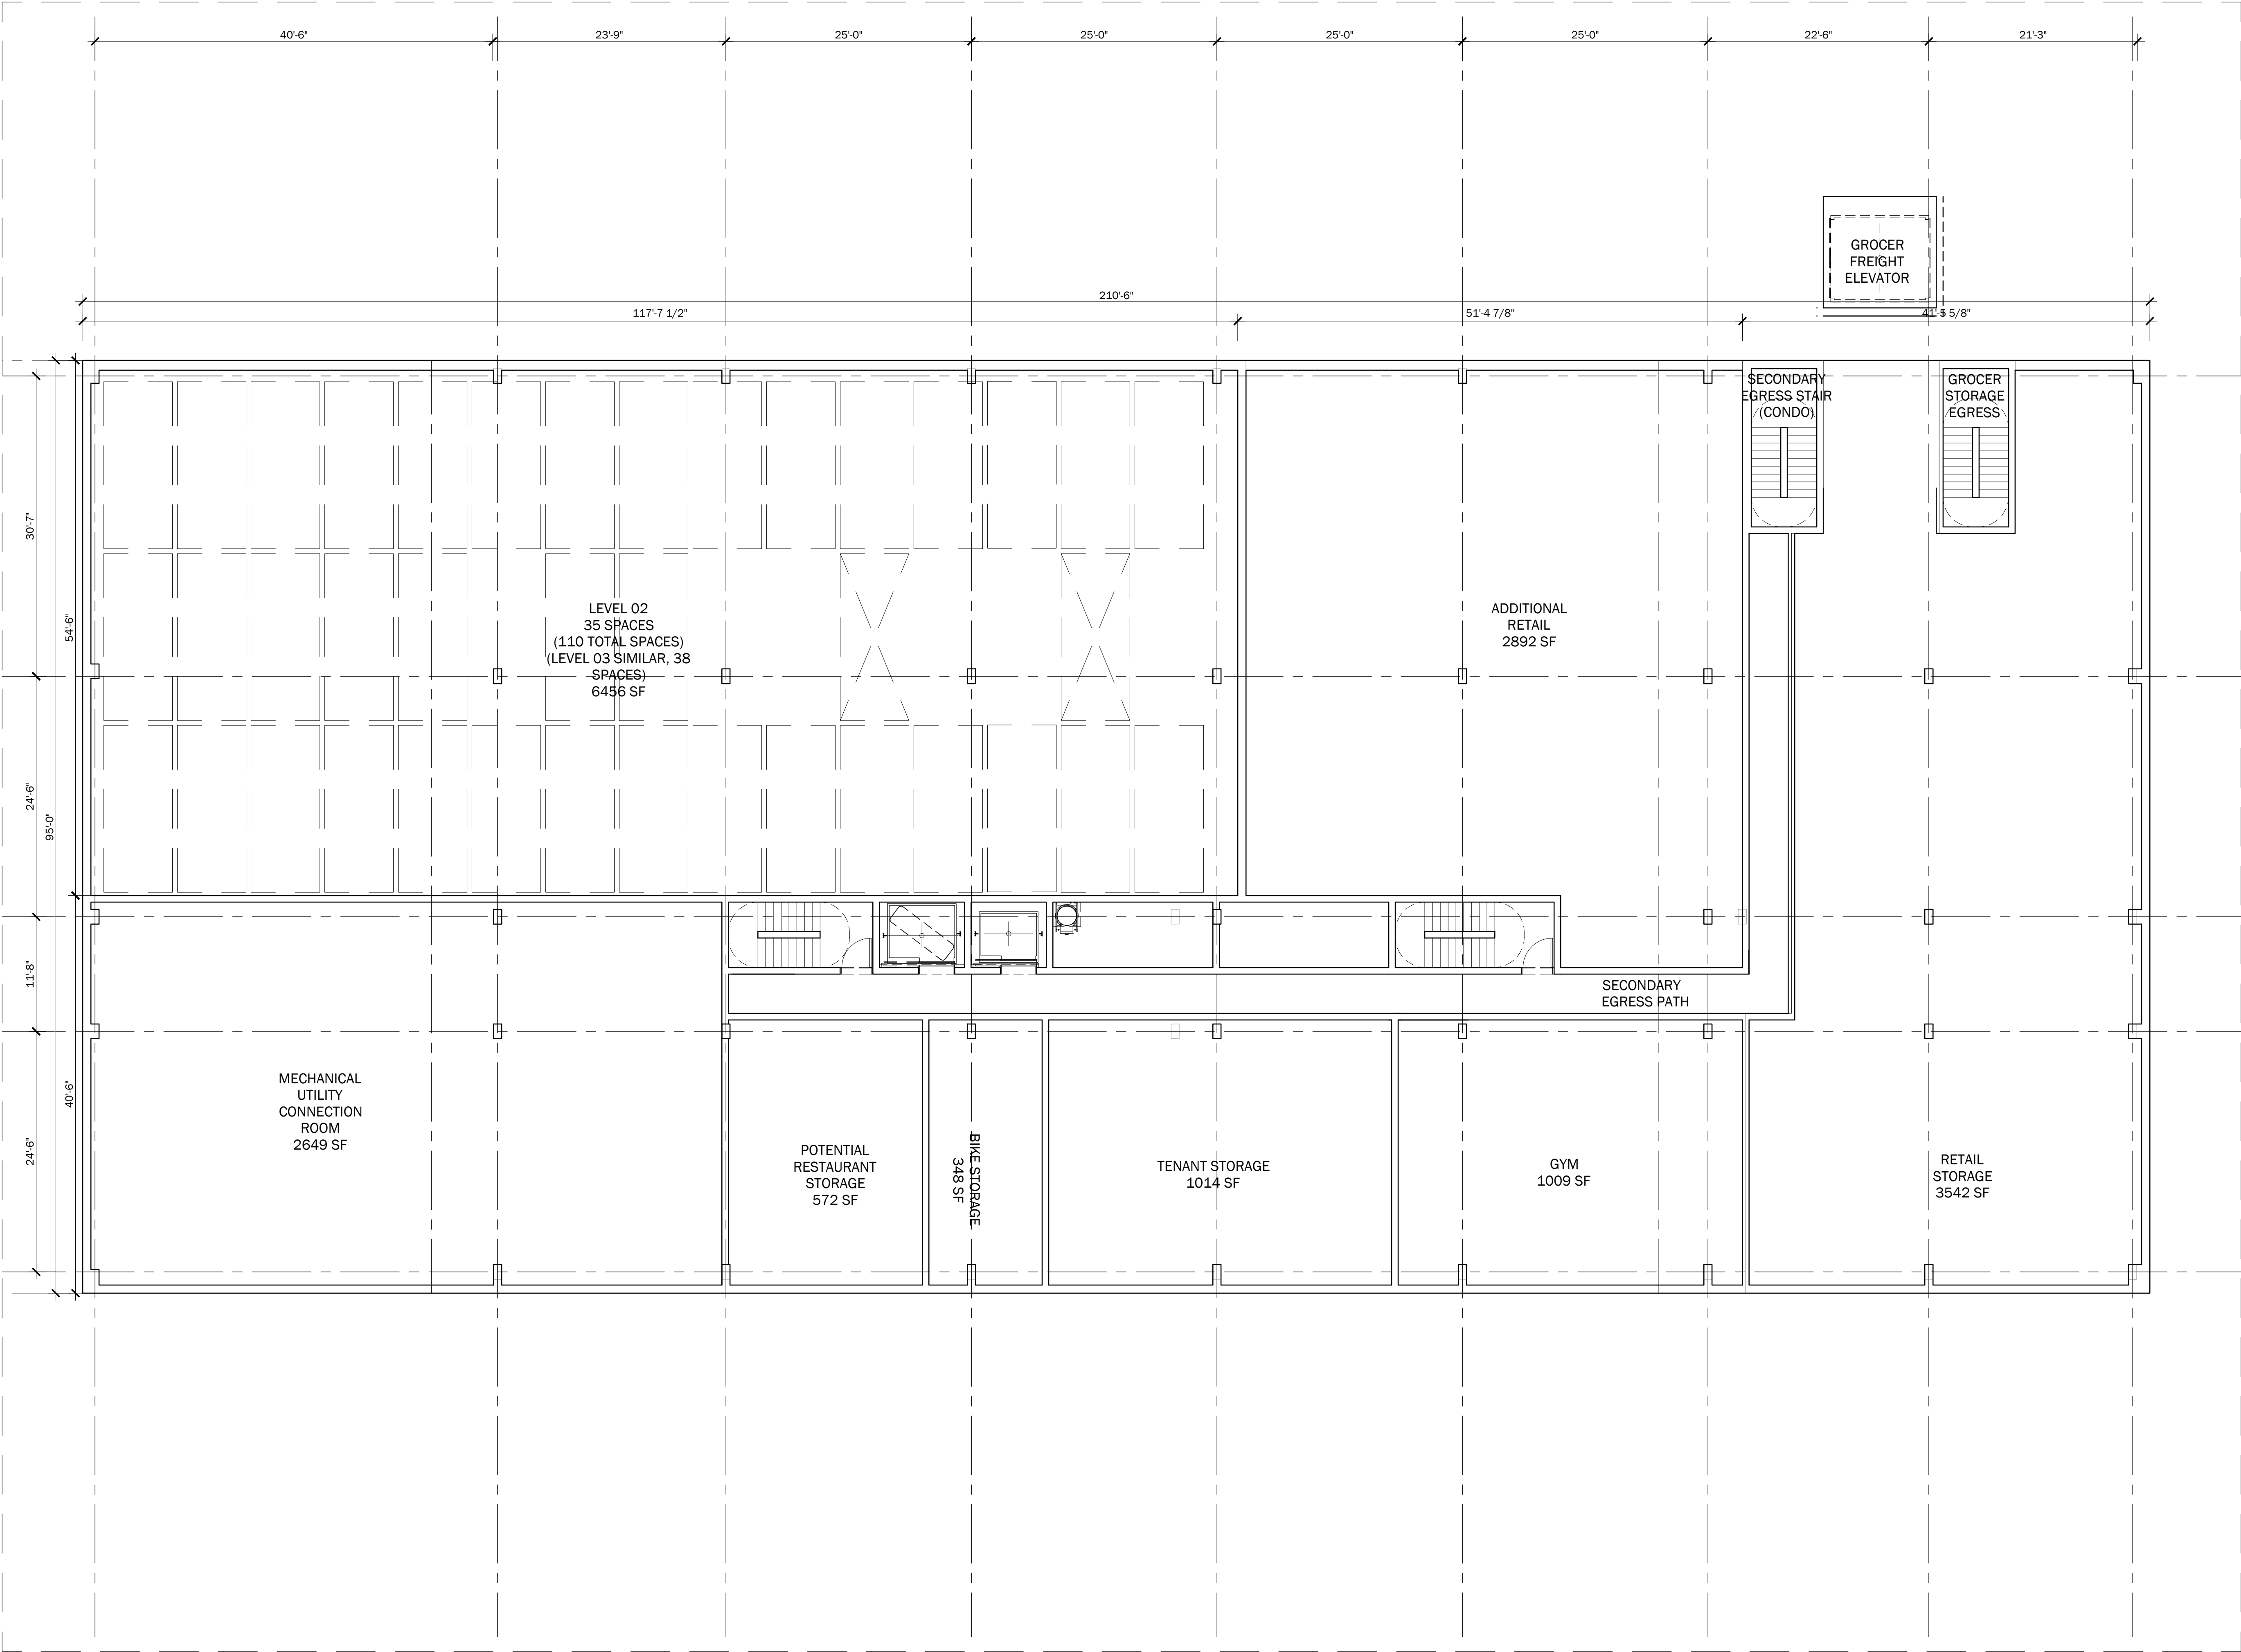 40'-6"
23'-9"
25'-0"
25'-0"
25'-0"
25'-0"
22'-6"
21'-3"
GROCER
FREIGHT
ELEVATOR
210'-6"
117'-7 1/2"
51'-4 7/8"
41'-5 5/8"
SECONDARY
EGRESS STAIR
(CONDO)
GROCER
STORAGE
EGRESS
30'-7"
54'-6"
24'-6"
95'-0"
11'-8"
40'-6"
24'-6"
LEVEL 02
35 SPACES
(110 TOTAL SPACES)
(LEVEL 03 SIMILAR, 38
SPACES)
6456 SF
ADDITIONAL
RETAIL
2892 SF
SECONDARY
EGRESS PATH
MECHANICAL
UTILITY
CONNECTION
ROOM
2649 SF
POTENTIAL
RESTAURANT
STORAGE
572 SF
BIKE STORAGE
348 SF
TENANT STORAGE
1014 SF
GYM
1009 SF
RETAIL
STORAGE
3542 SF